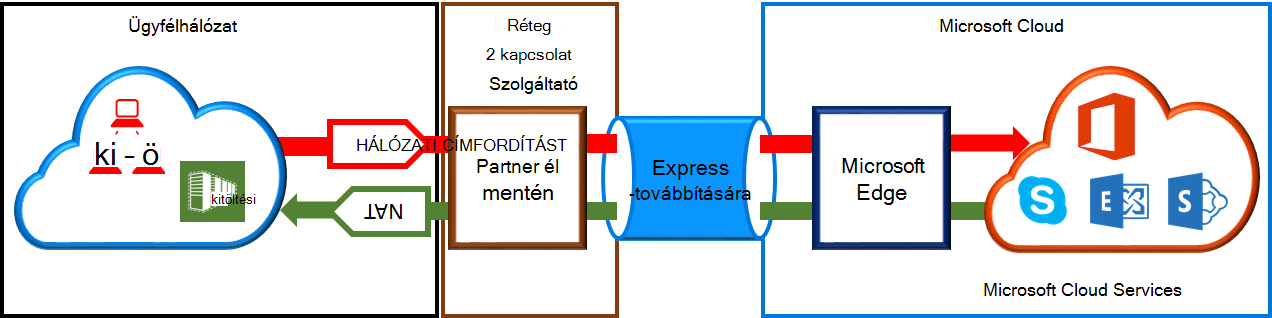 Ügyfélhálózat
Réteg
2 kapcsolat
Szolgáltató
Microsoft Cloud
ki - ö
kitöltési
HÁLÓZATI CÍMFORDÍTÁST
NAT
Partner él
mentén
Express
-továbbítására
Microsoft
Edge
S
E
S
Microsoft Cloud Services